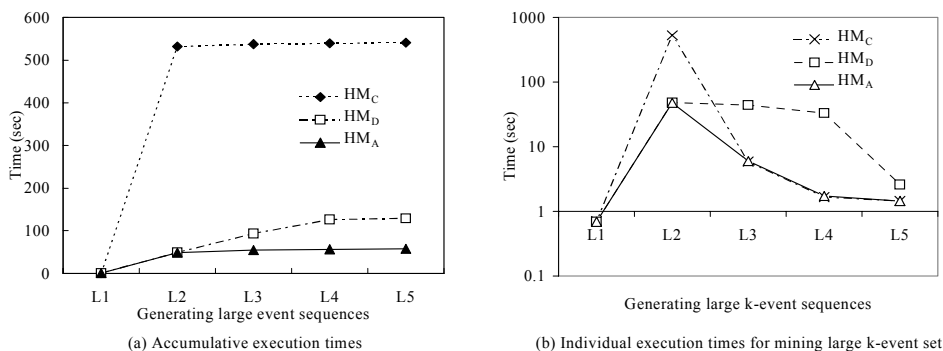 600
500
400
300
200
100
0
Time (sec)
HMC
HMD
HMA
L1 L2 L3 L4 L5
Generating large event sequences
(a) Accumulative execution times
1000
100
10
1
0.1
Time (sec)
HMC
HMD
HMA
L1 L2 L3 L4 L5
Generating large k-event sequences
(b) Individual execution times for mining large k-event set